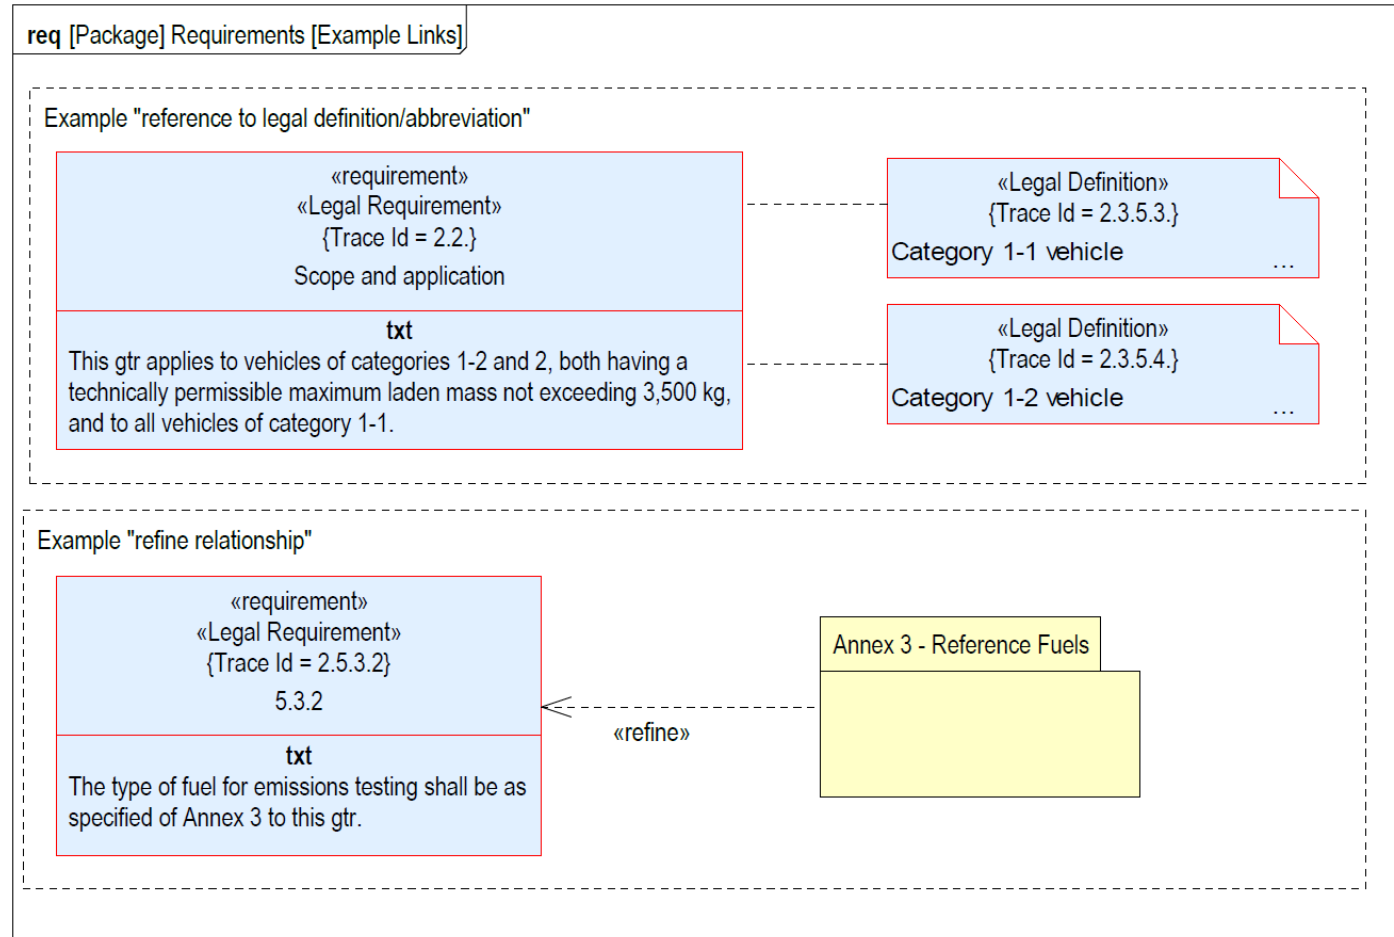 req [Package] Requirements [Example Links]
Example "reference to legal definition/abbreviation"
«requirement»
«Legal Requirement»
{Trace Id = 2.2.}
Scope and application
txt
This gtr applies to vehicles of categories 1-2 and 2, both having a
technically permissible maximum laden mass not exceeding 3,500 kg,
and to all vehicles of category 1-1.
«Legal Definition»
{Trace Id = 2.3.5.3.}
Category 1-1 vehicle
...
«Legal Definition»
{Trace Id = 2.3.5.4.}
Category 1-2 vehicle
...
Example "refine relationship"
«requirement»
«Legal Requirement»
{Trace Id = 2.5.3.2}
5.3.2
txt
The type of fuel for emissions testing shall be as
specified of Annex 3 to this gtr.
«refine»
Annex 3 - Reference Fuels